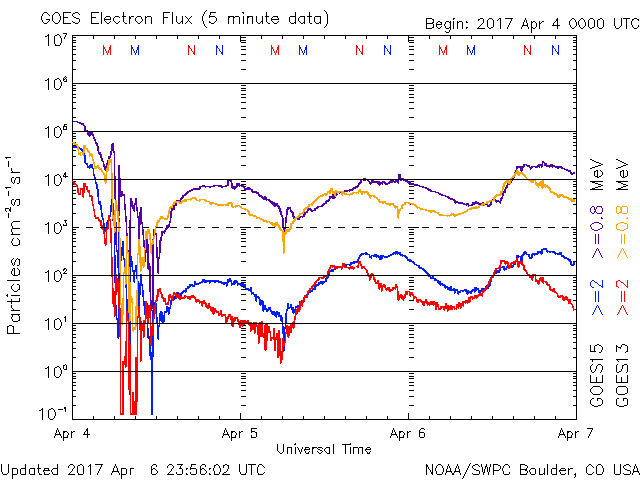 GOES Electron Flux (5 minute data)
Begin: 2017 Apr 4 0000 UTC
M M N N M M N N M M N N
10⁷
10⁶
10⁵
10⁴
10³
10²
10¹
10⁰
10⁻¹
Particles cm⁻²s⁻¹sr⁻¹
Apr 4 Apr 5 Apr 6 Apr 7
Universal Time
GOES15 >=2 >=0.8 MeV
GOES13 >=2 >=0.8 MeV
Updated 2017 Apr 6 23:56:02 UTC
NOAA/SWPC Boulder, CO USA